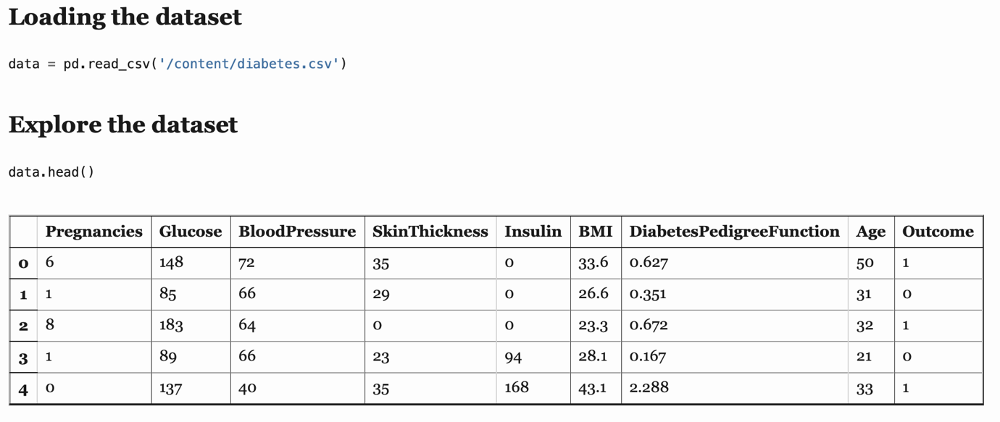 Loading the dataset
data = pd.read_csv('/content/diabetes.csv')
Explore the dataset
data.head()
Pregnancies Glucose BloodPressure SkinThickness Insulin BMI DiabetesPedigreeFunction Age Outcome
0 6 148 72 35 0 33.6 0.627 50 1
1 1 85 66 29 0 26.6 0.351 31 0
2 8 183 64 0 0 23.3 0.672 32 1
3 1 89 66 23 94 28.1 0.167 21 0
4 0 137 40 35 168 43.1 2.288 33 1